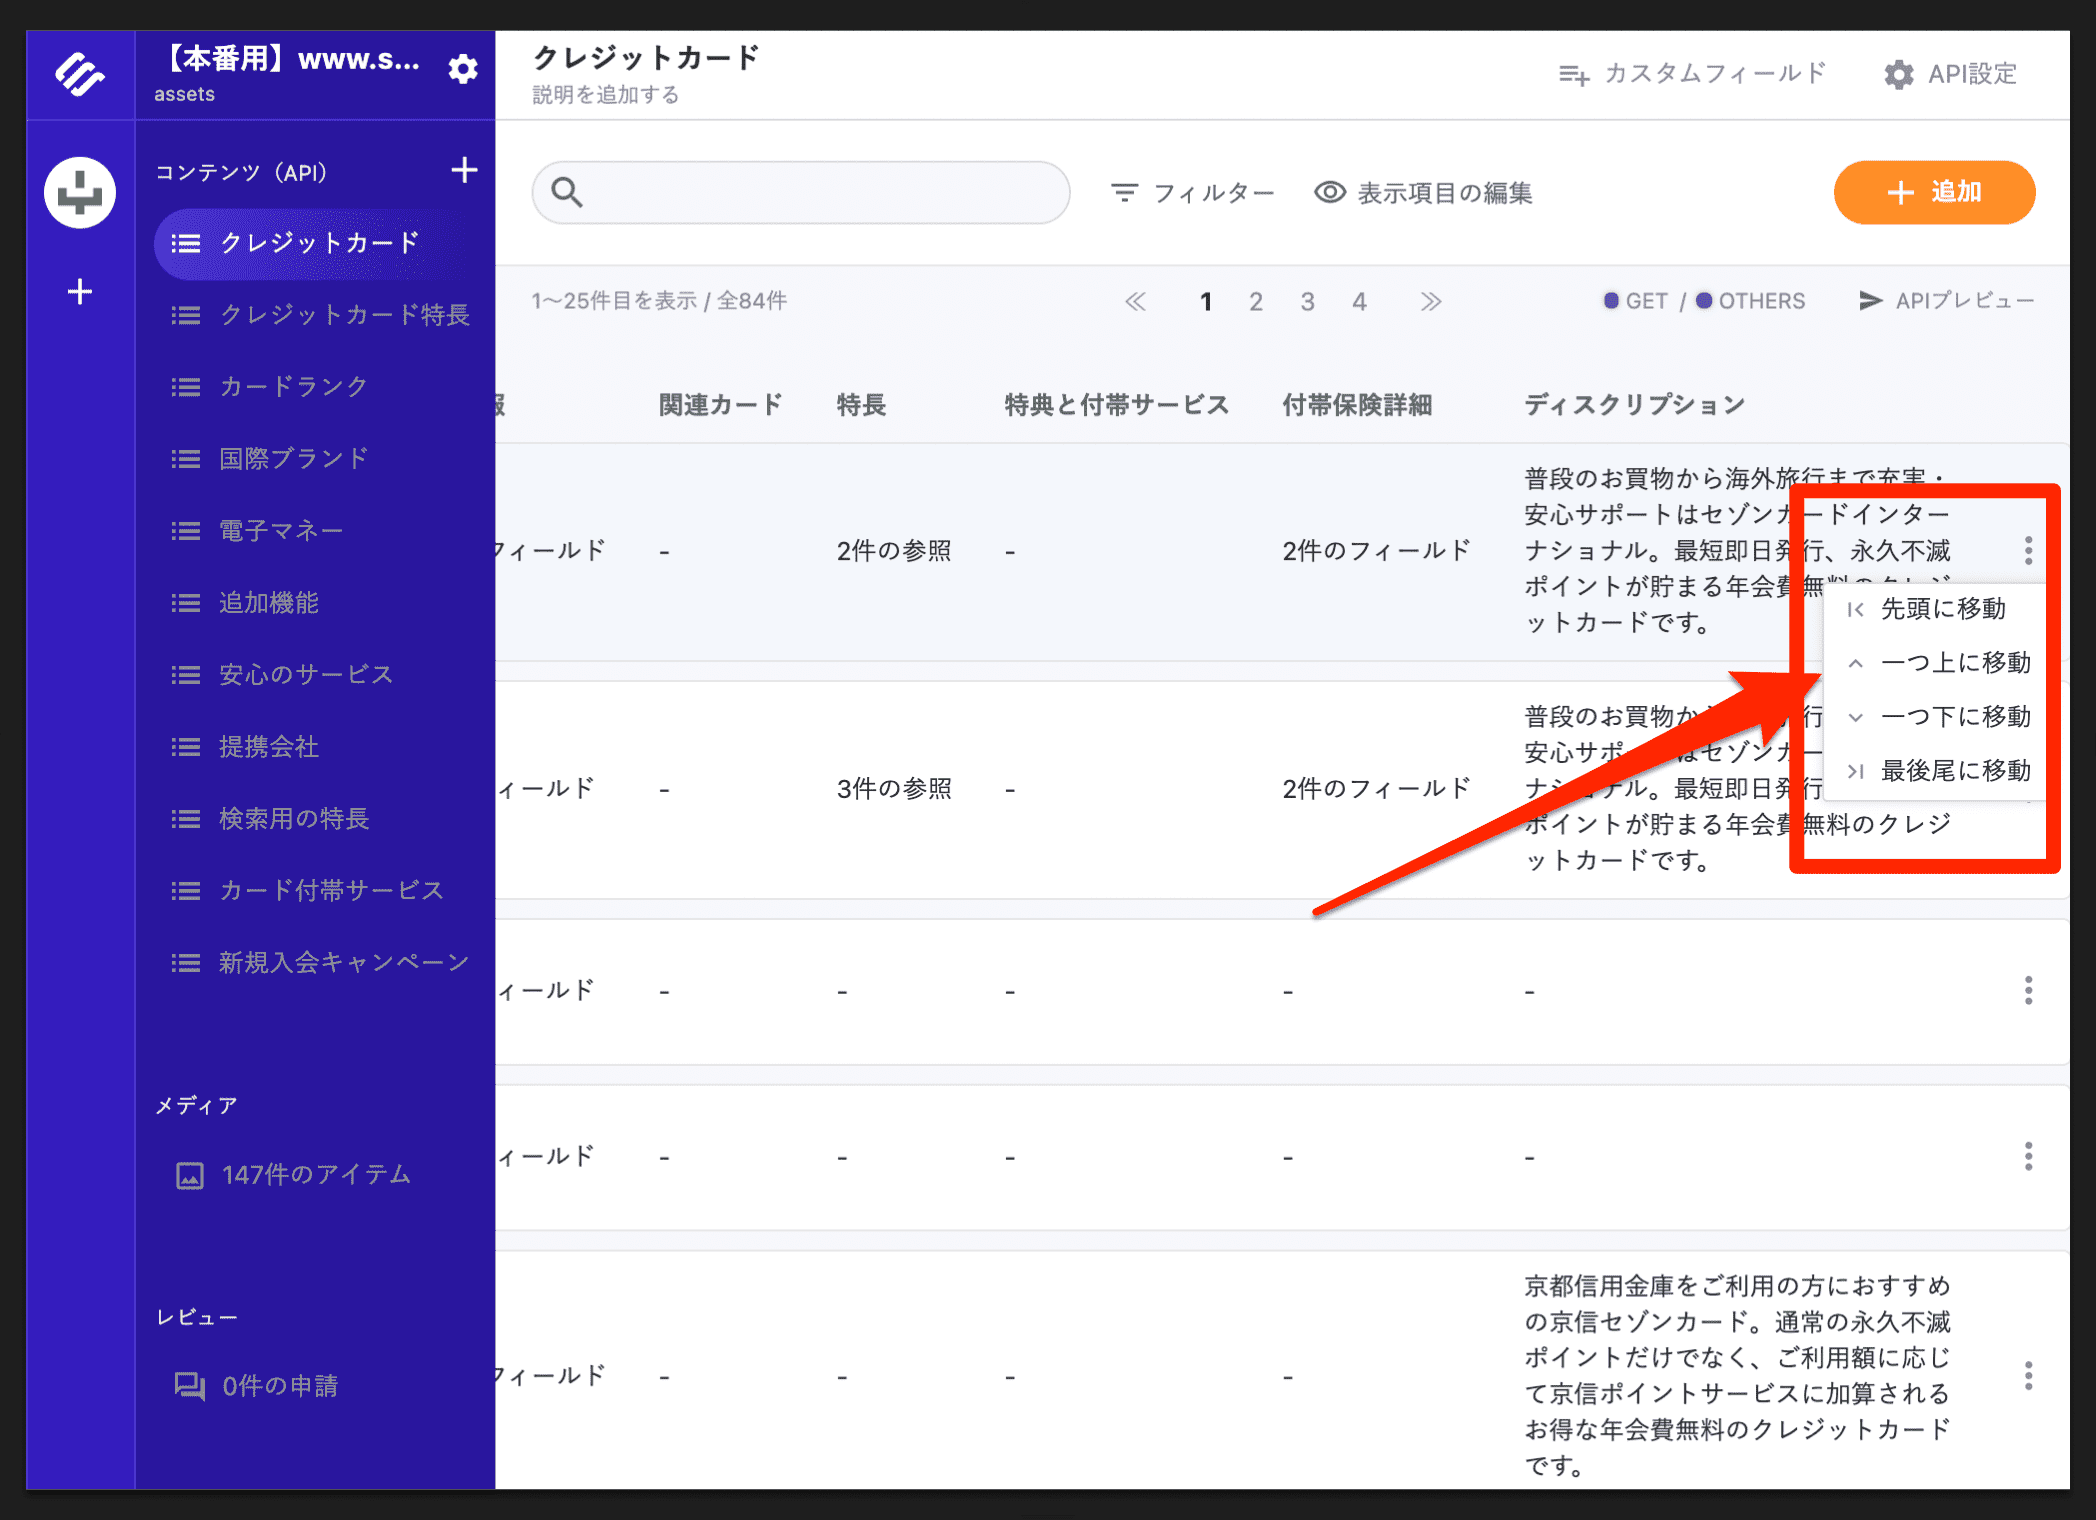 【本番用】www.s...
assets
コンテンツ（API）
クレジットカード
クレジットカード特長
カードランク
国際ブランド
電子マネー
追加機能
安心のサービス
提携会社
検索用の特長
カード付帯サービス
新規入会キャンペーン
メディア
147件のアイテム
レビュー
0件の申請
クレジットカード
説明を追加する
カスタムフィールド
API設定
フィルター
表示項目の編集
追加
1〜25件目を表示 / 全84件
1 2 3 4
GET / OTHERS
APIプレビュー
関連カード 特長 特典と付帯サービス 付帯保険詳細 ディスクリプション
フィールド - 2件の参照 - 2件のフィールド
普段のお買物から海外旅行まで充実・
安心サポートはセゾンカードインター
ナショナル。最短即日発行、永久不滅
ポイントが貯まる年会費無料のクレジ
ットカードです。
先頭に移動
一つ上に移動
一つ下に移動
最後尾に移動
ィールド - 3件の参照 - 2件のフィールド
普段のお買物か 行
安心サポートはセゾンカー
ナショナル。最短即日発行
ポイントが貯まる年会費無料のクレジ
ットカードです。
ィールド - - - - -
ィールド - - - - -
フィールド - - - -
京都信用金庫をご利用の方におすすめ
の京信セゾンカード。通常の永久不滅
ポイントだけでなく、ご利用額に応じ
て京信ポイントサービスに加算される
お得な年会費無料のクレジットカード
です。